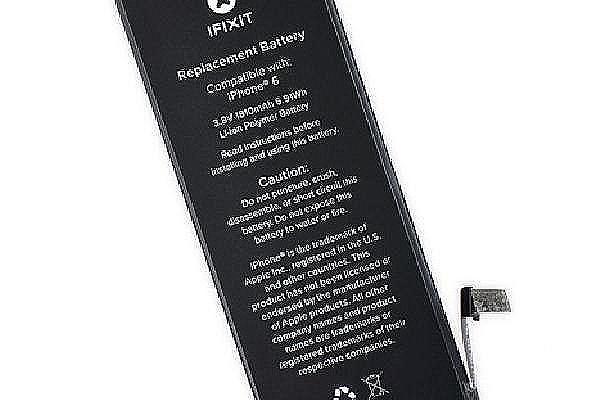 IFIXIT
Replacement Battery
Compatible with:
iPhone® 6
3.8V 1810mAh 6.91Wh
Li-ion Polymer Battery
Read instructions before
installing and using this battery.
Caution:
Do not puncture, crush,
disassemble, or short circuit this
battery. Do not expose this
battery to water or fire.
iPhone® is the trademark of
Apple Inc., registered in the U.S.
and other countries. This
product has not been licensed or
endorsed by the manufacturer
of Apple products. All other
company names and product
names are trademarks or
registered trademarks of their
respective companies.